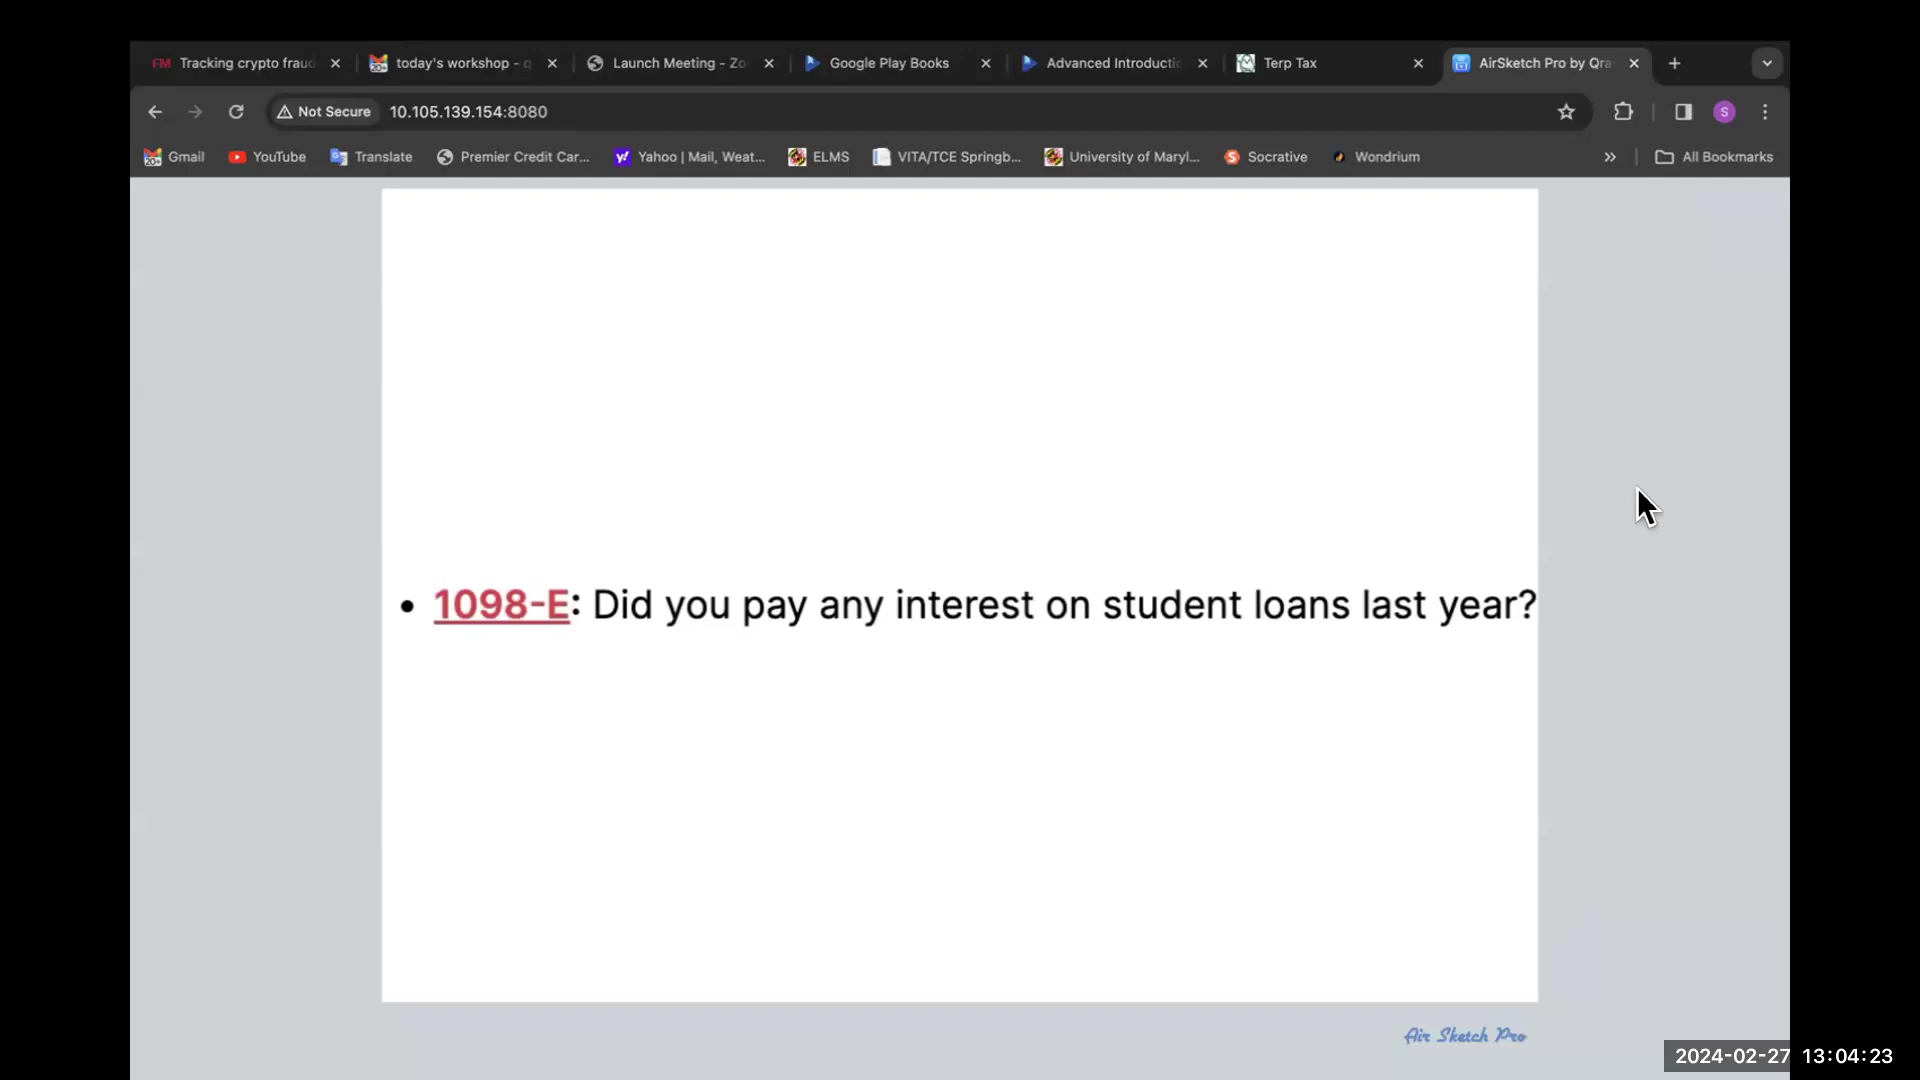 FM Tracking crypto fraud
today's workshop - q
Launch Meeting - Zo
Google Play Books
Advanced Introductio
Terp Tax
AirSketch Pro by Qra
Not Secure
10.105.139.154:8080
S
Gmail
YouTube
Translate
Premier Credit Car...
Yahoo | Mail, Weat...
ELMS
VITA/TCE Springb...
University of Maryl...
Socrative
Wondrium
All Bookmarks
• 1098-E: Did you pay any interest on student loans last year?
Air Sketch Pro
2024-02-27 13:04:23